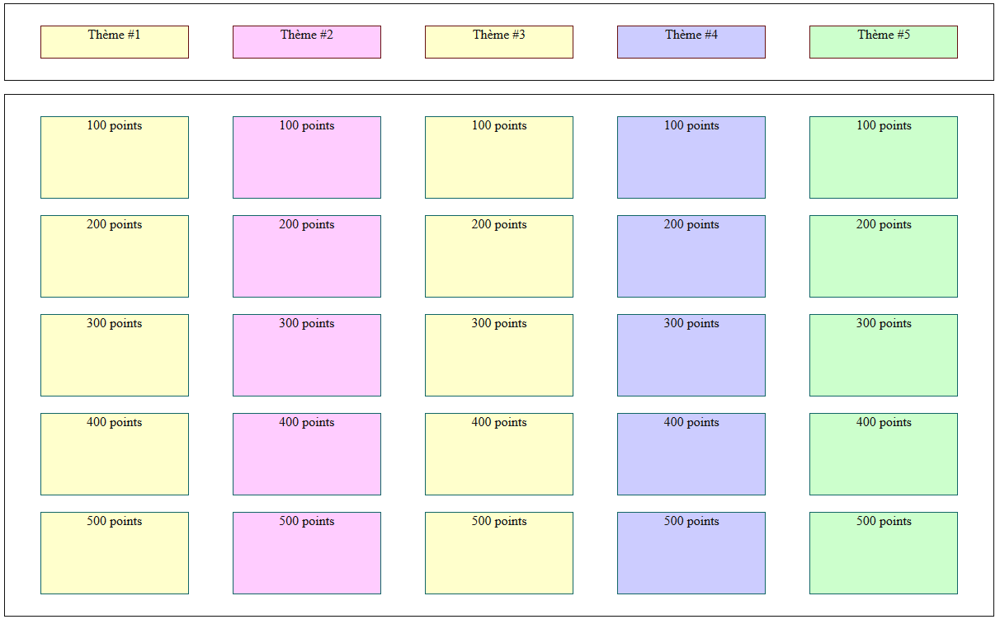 Thème #1 Thème #2 Thème #3 Thème #4 Thème #5
100 points 100 points 100 points 100 points 100 points
200 points 200 points 200 points 200 points 200 points
300 points 300 points 300 points 300 points 300 points
400 points 400 points 400 points 400 points 400 points
500 points 500 points 500 points 500 points 500 points